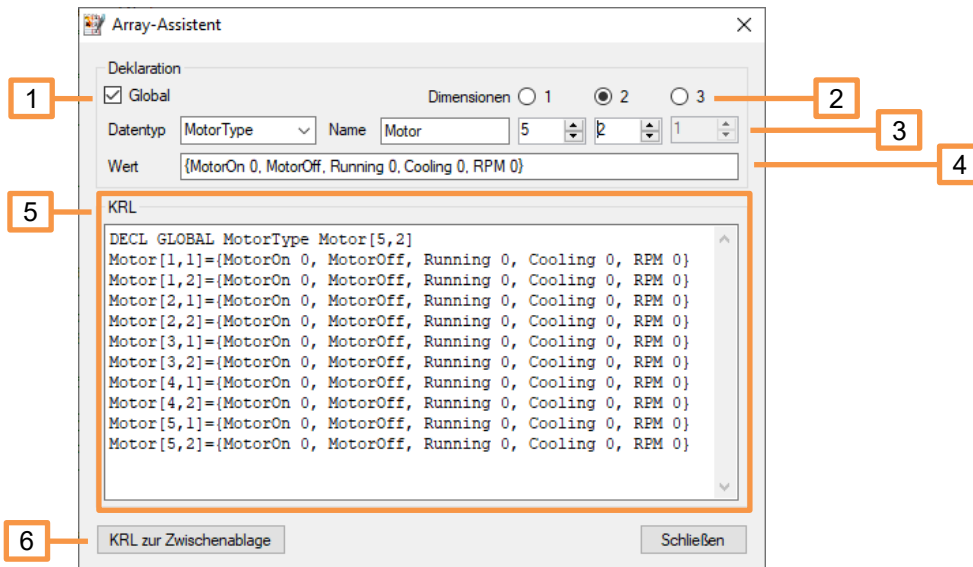 Array-Assistent
Deklaration
1 Global Dimensionen 1 2 3 2
Datentyp MotorType Name Motor 5 2 1 3
Wert {MotorOn 0, MotorOff, Running 0, Cooling 0, RPM 0} 4
5 KRL
DECL GLOBAL MotorType Motor[5,2]
Motor[1,1]={MotorOn 0, MotorOff, Running 0, Cooling 0, RPM 0}
Motor[1,2]={MotorOn 0, MotorOff, Running 0, Cooling 0, RPM 0}
Motor[2,1]={MotorOn 0, MotorOff, Running 0, Cooling 0, RPM 0}
Motor[2,2]={MotorOn 0, MotorOff, Running 0, Cooling 0, RPM 0}
Motor[3,1]={MotorOn 0, MotorOff, Running 0, Cooling 0, RPM 0}
Motor[3,2]={MotorOn 0, MotorOff, Running 0, Cooling 0, RPM 0}
Motor[4,1]={MotorOn 0, MotorOff, Running 0, Cooling 0, RPM 0}
Motor[4,2]={MotorOn 0, MotorOff, Running 0, Cooling 0, RPM 0}
Motor[5,1]={MotorOn 0, MotorOff, Running 0, Cooling 0, RPM 0}
Motor[5,2]={MotorOn 0, MotorOff, Running 0, Cooling 0, RPM 0}
6 KRL zur Zwischenablage Schließen